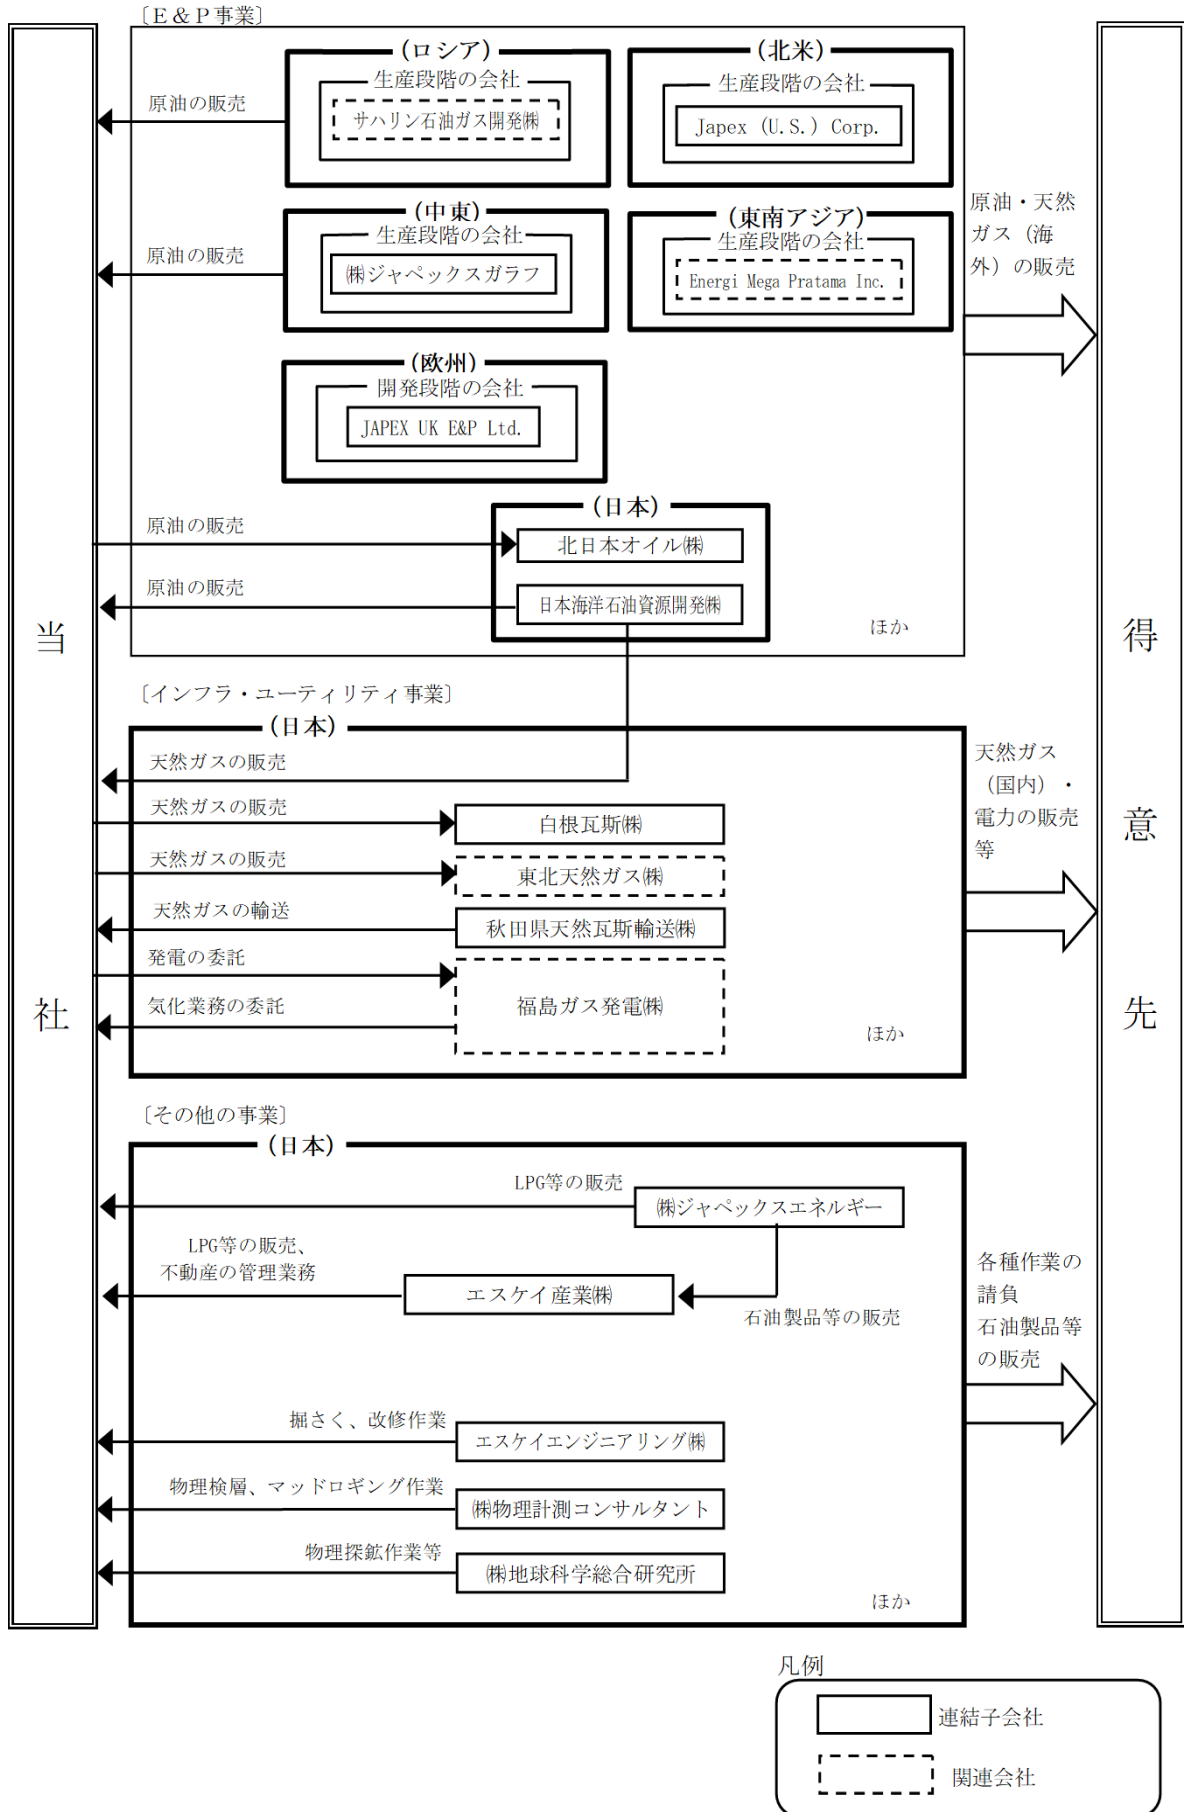 〔E＆P事業〕
(ロシア)
生産段階の会社
サハリン石油ガス開発㈱
原油の販売
(北米)
生産段階の会社
Japex (U.S.) Corp.
(中東)
生産段階の会社
㈱ジャペックスガラフ
原油の販売
(東南アジア)
生産段階の会社
Energi Mega Pratama Inc.
原油・天然
ガス（海
外）の販売
(欧州)
開発段階の会社
JAPEX UK E&P Ltd.
(日本)
原油の販売
北日本オイル㈱
原油の販売
日本海洋石油資源開発㈱
ほか
当
社
得
意
先
〔インフラ・ユーティリティ事業〕
(日本)
天然ガスの販売
天然ガスの販売
白根瓦斯㈱
天然ガスの販売
東北天然ガス㈱
天然ガスの輸送
秋田県天然瓦斯輸送㈱
発電の委託
福島ガス発電㈱
気化業務の委託
ほか
天然ガス
（国内）・
電力の販売
等
〔その他の事業〕
(日本)
LPG等の販売
㈱ジャペックスエネルギー
LPG等の販売、
不動産の管理業務
エスケイ産業㈱
石油製品等の販売
各種作業の
請負
石油製品等
の販売
掘さく、改修作業
エスケイエンジニアリング㈱
物理検層、マッドロギング作業
㈱物理計測コンサルタント
物理探鉱作業等
㈱地球科学総合研究所
ほか
凡例
連結子会社
関連会社